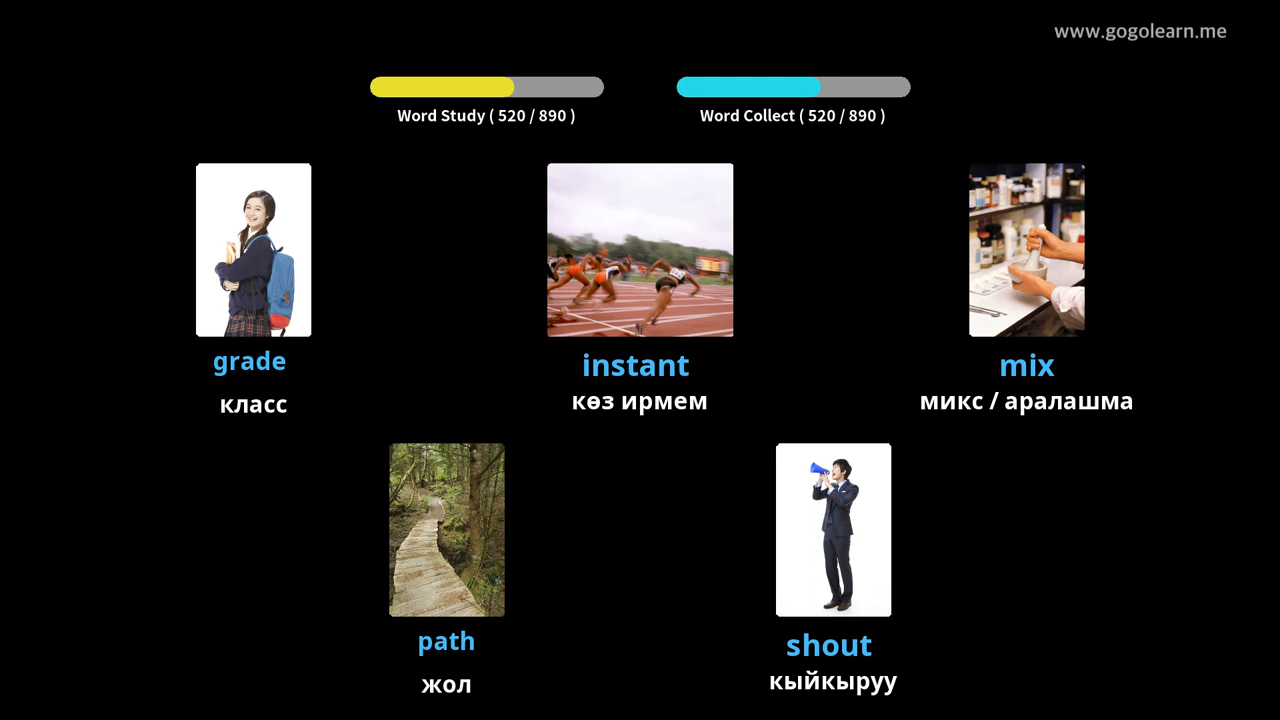 www.gogolearn.me
Word Study ( 520 / 890 )
Word Collect ( 520 / 890 )
grade
класс
instant
көз ирмем
mix
микс / аралашма
path
жол
shout
кыйкыруу